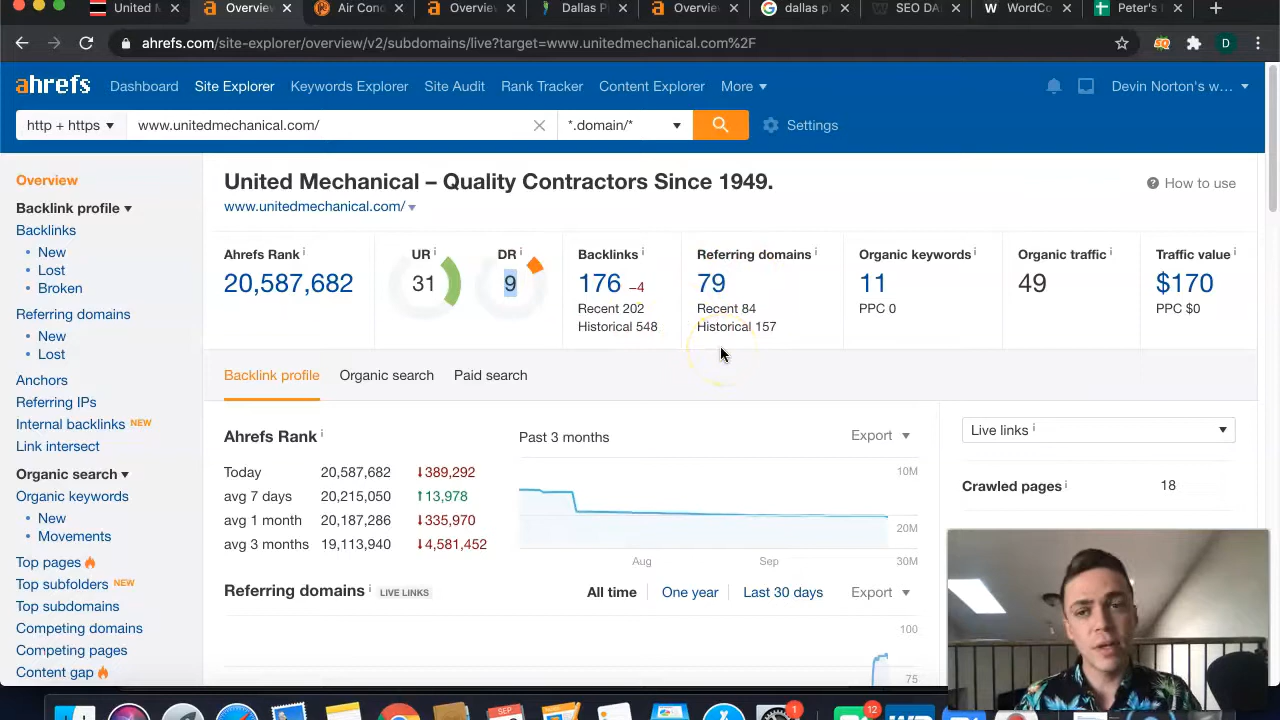 United M
Overview
Air Cono
Overview
Dallas Pl
Overview
dallas pl
SEO DAL
WordCo
Peter's I
ahrefs.com/site-explorer/overview/v2/subdomains/live?target=www.unitedmechanical.com%2F
D
ahrefs
Dashboard
Site Explorer
Keywords Explorer
Site Audit
Rank Tracker
Content Explorer
More
Devin Norton's w...
http + https
www.unitedmechanical.com/
*.domain/*
Settings
Overview
Backlink profile
Backlinks
New
Lost
Broken
Referring domains
New
Lost
Anchors
Referring IPs
Internal backlinks NEW
Link intersect
Organic search
Organic keywords
New
Movements
Top pages
Top subfolders NEW
Top subdomains
Competing domains
Competing pages
Content gap
United Mechanical – Quality Contractors Since 1949.
www.unitedmechanical.com/
How to use
Ahrefs Rank i
20,587,682
UR i
31
DR i
9
Backlinks i
176 –4
Recent 202
Historical 548
Referring domains i
79
Recent 84
Historical 157
Organic keywords i
11
PPC 0
Organic traffic i
49
Traffic value i
$170
PPC $0
Backlink profile
Organic search
Paid search
Ahrefs Rank i
Today 20,587,682 ↓389,292
avg 7 days 20,215,050 ↑13,978
avg 1 month 20,187,286 ↓335,970
avg 3 months 19,113,940 ↓4,581,452
Past 3 months
Export
10M
20M
30M
Aug
Sep
Live links i
Crawled pages i 18
Referring domains i LIVE LINKS
All time
One year
Last 30 days
Export
100
75
SEP
1
12